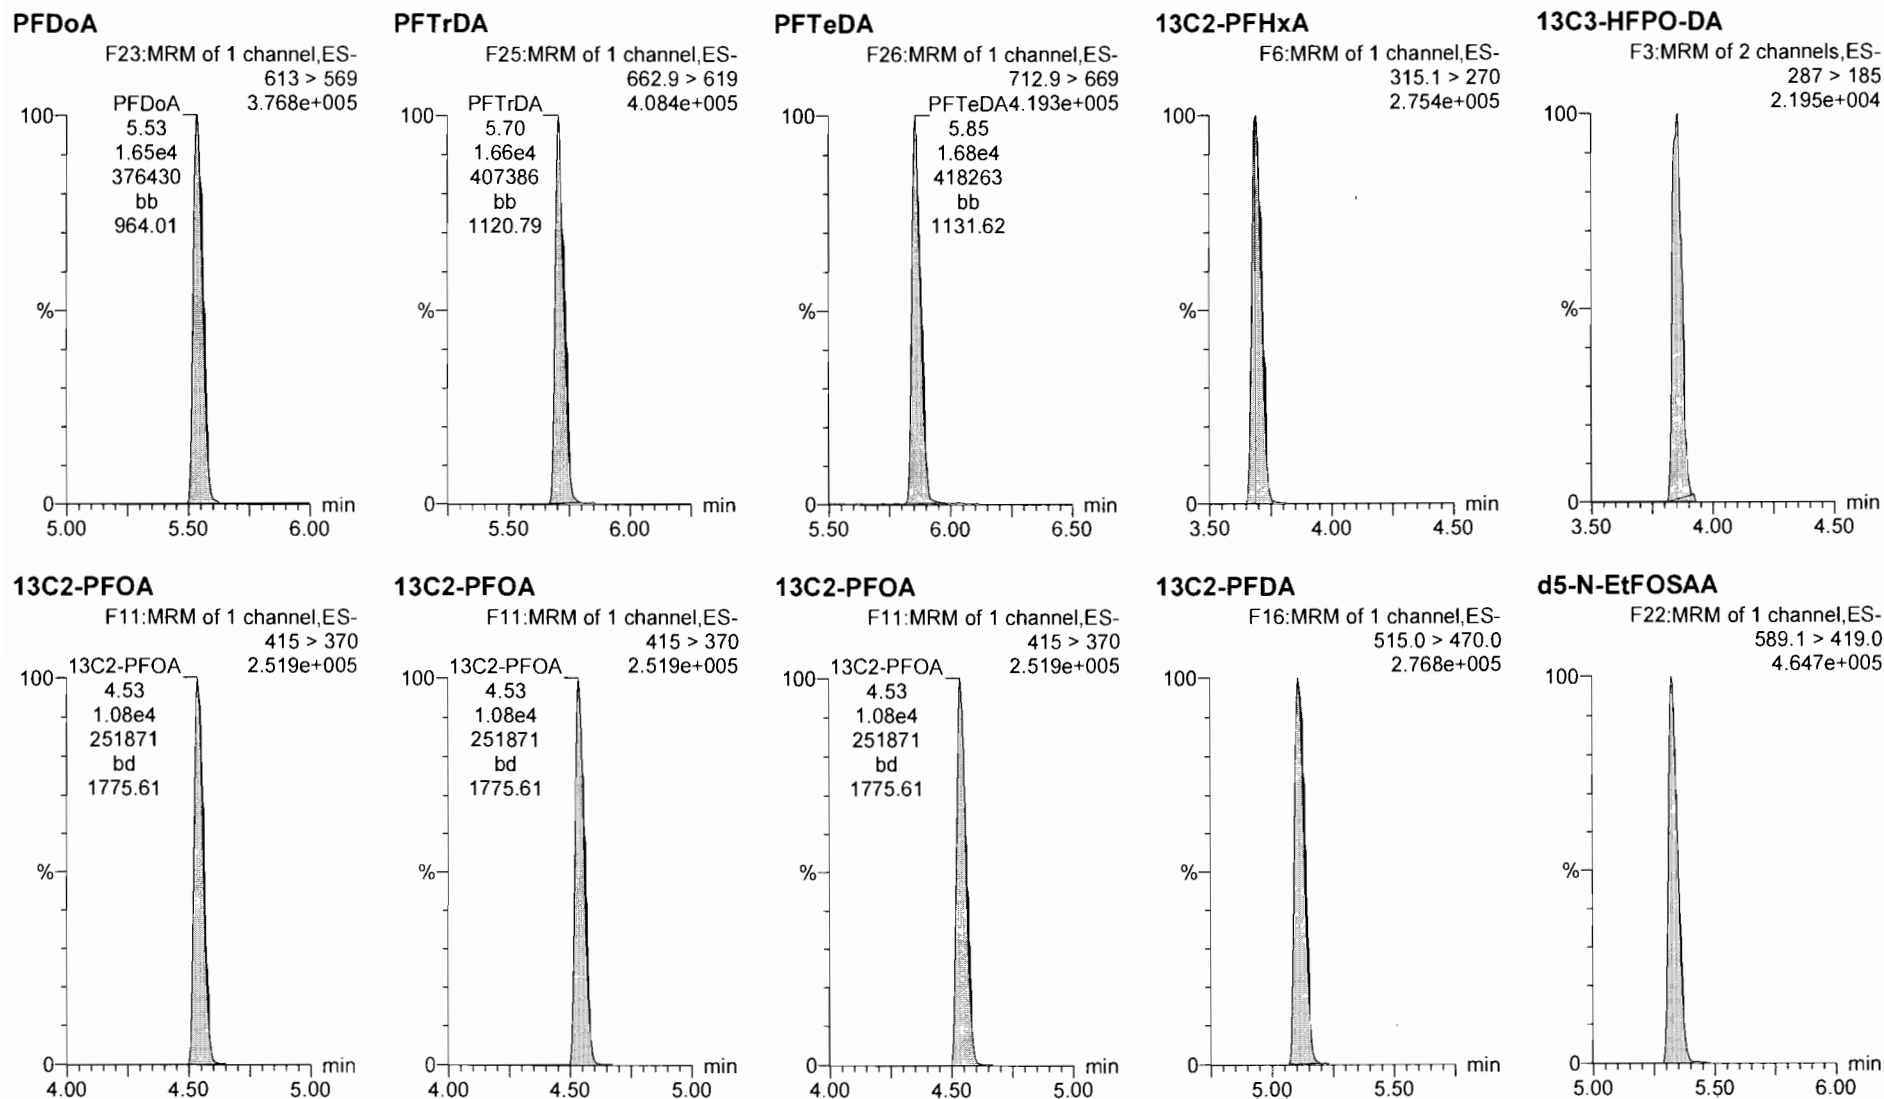 PFDoA
F23:MRM of 1 channel,ES-
613 > 569
3.768e+005
PFDoA
5.53
1.65e4
376430
bb
964.01
100
%
0
min
5.00
5.50
6.00
PFTrDA
F25:MRM of 1 channel,ES-
662.9 > 619
4.084e+005
PFTrDA
5.70
1.66e4
407386
bb
1120.79
100
%
0
min
5.50
6.00
PFTeDA
F26:MRM of 1 channel,ES-
712.9 > 669
PFTeDA4.193e+005
5.85
1.68e4
418263
bb
1131.62
100
%
0
min
5.50
6.00
6.50
13C2-PFHxA
F6:MRM of 1 channel,ES-
315.1 > 270
2.754e+005
100
%
0
min
3.50
4.00
4.50
13C3-HFPO-DA
F3:MRM of 2 channels,ES-
287 > 185
2.195e+004
100
%
0
min
3.50
4.00
4.50
13C2-PFOA
F11:MRM of 1 channel,ES-
415 > 370
2.519e+005
13C2-PFOA
4.53
1.08e4
251871
bd
1775.61
100
%
0
min
4.00
4.50
5.00
13C2-PFOA
F11:MRM of 1 channel,ES-
415 > 370
2.519e+005
13C2-PFOA
4.53
1.08e4
251871
bd
1775.61
100
%
0
min
4.00
4.50
5.00
13C2-PFOA
F11:MRM of 1 channel,ES-
415 > 370
2.519e+005
13C2-PFOA
4.53
1.08e4
251871
bd
1775.61
100
%
0
min
4.00
4.50
5.00
13C2-PFDA
F16:MRM of 1 channel,ES-
515.0 > 470.0
2.768e+005
100
%
0
min
5.00
5.50
d5-N-EtFOSAA
F22:MRM of 1 channel,ES-
589.1 > 419.0
4.647e+005
100
%
0
min
5.00
5.50
6.00